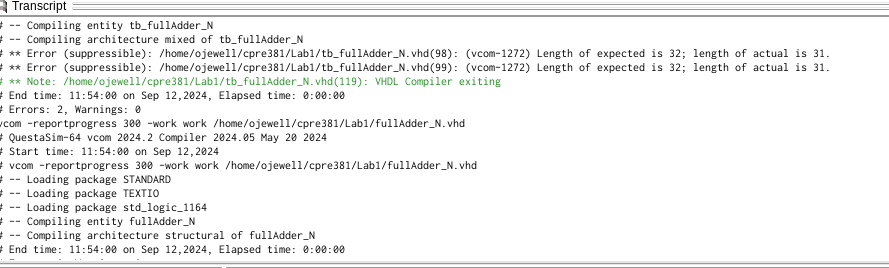 Transcript
# -- Compiling entity tb_fullAdder_N
# -- Compiling architecture mixed of tb_fullAdder_N
# ** Error (suppressible): /home/ojewell/cpre381/Lab1/tb_fullAdder_N.vhd(98): (vcom-1272) Length of expected is 32; length of actual is 31.
# ** Error (suppressible): /home/ojewell/cpre381/Lab1/tb_fullAdder_N.vhd(99): (vcom-1272) Length of expected is 32; length of actual is 31.
# ** Note: /home/ojewell/cpre381/Lab1/tb_fullAdder_N.vhd(119): VHDL Compiler exiting
# End time: 11:54:00 on Sep 12,2024, Elapsed time: 0:00:00
# Errors: 2, Warnings: 0
vcom -reportprogress 300 -work work /home/ojewell/cpre381/Lab1/fullAdder_N.vhd
# QuestaSim-64 vcom 2024.2 Compiler 2024.05 May 20 2024
# Start time: 11:54:00 on Sep 12,2024
# vcom -reportprogress 300 -work work /home/ojewell/cpre381/Lab1/fullAdder_N.vhd
# -- Loading package STANDARD
# -- Loading package TEXTIO
# -- Loading package std_logic_1164
# -- Compiling entity fullAdder_N
# -- Compiling architecture structural of fullAdder_N
# End time: 11:54:00 on Sep 12,2024, Elapsed time: 0:00:00